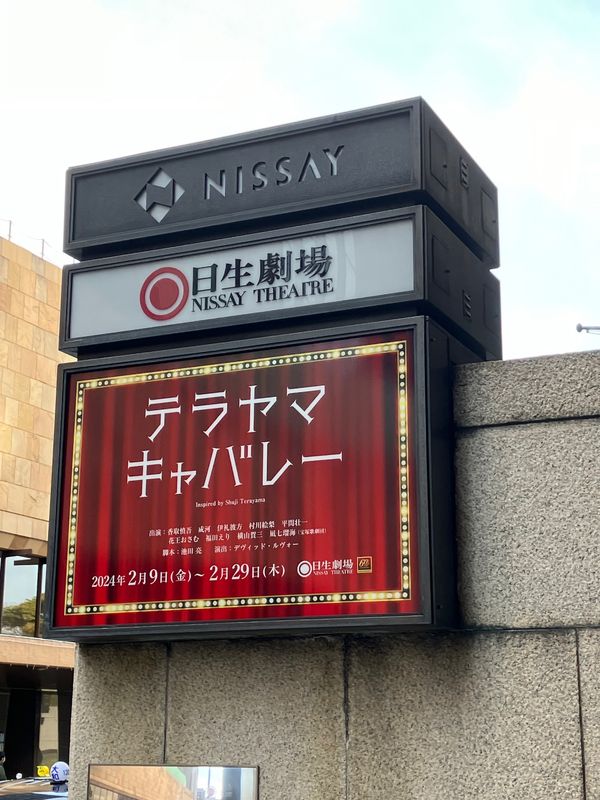 NISSAY
日生劇場
NISSAY THEATRE
テラヤマ
キャバレー
Inspired by Shuji Terayama
出演：香取慎吾 成河 伊礼彼方 村川絵梨 平間壮一
花王おさむ 福田えり 横山賀三 凪七瑠海(宝塚歌劇団)
脚本：池田 亮 演出：デヴィッド・ルヴォー
2024年2月9日(金)～2月29日(木)
日生劇場
NISSAY THEATRE